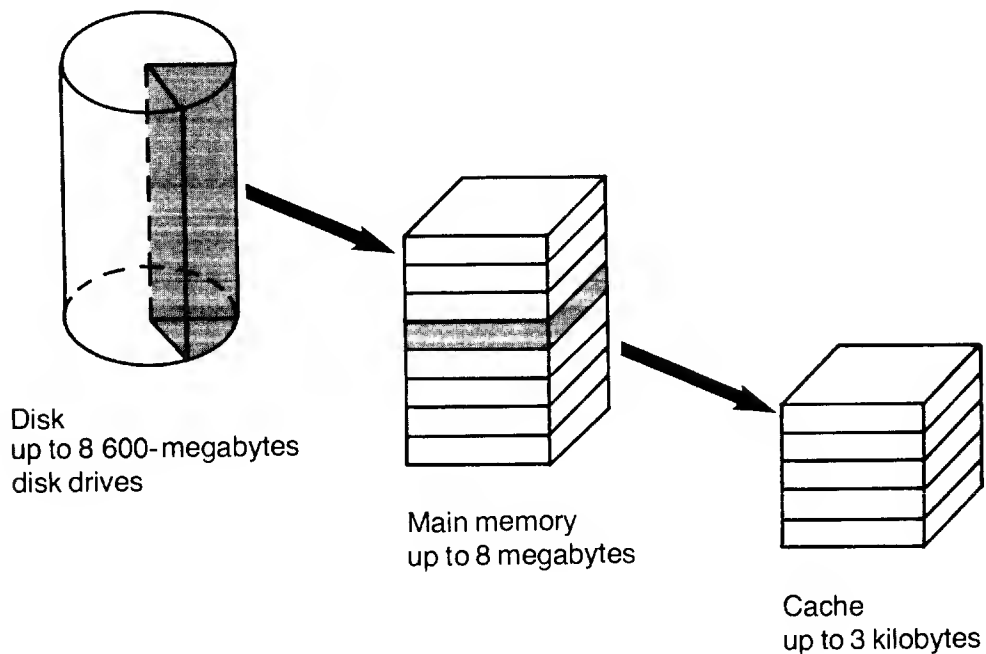 Disk
up to 8 600-megabytes
disk drives
Main memory
up to 8 megabytes
Cache
up to 3 kilobytes